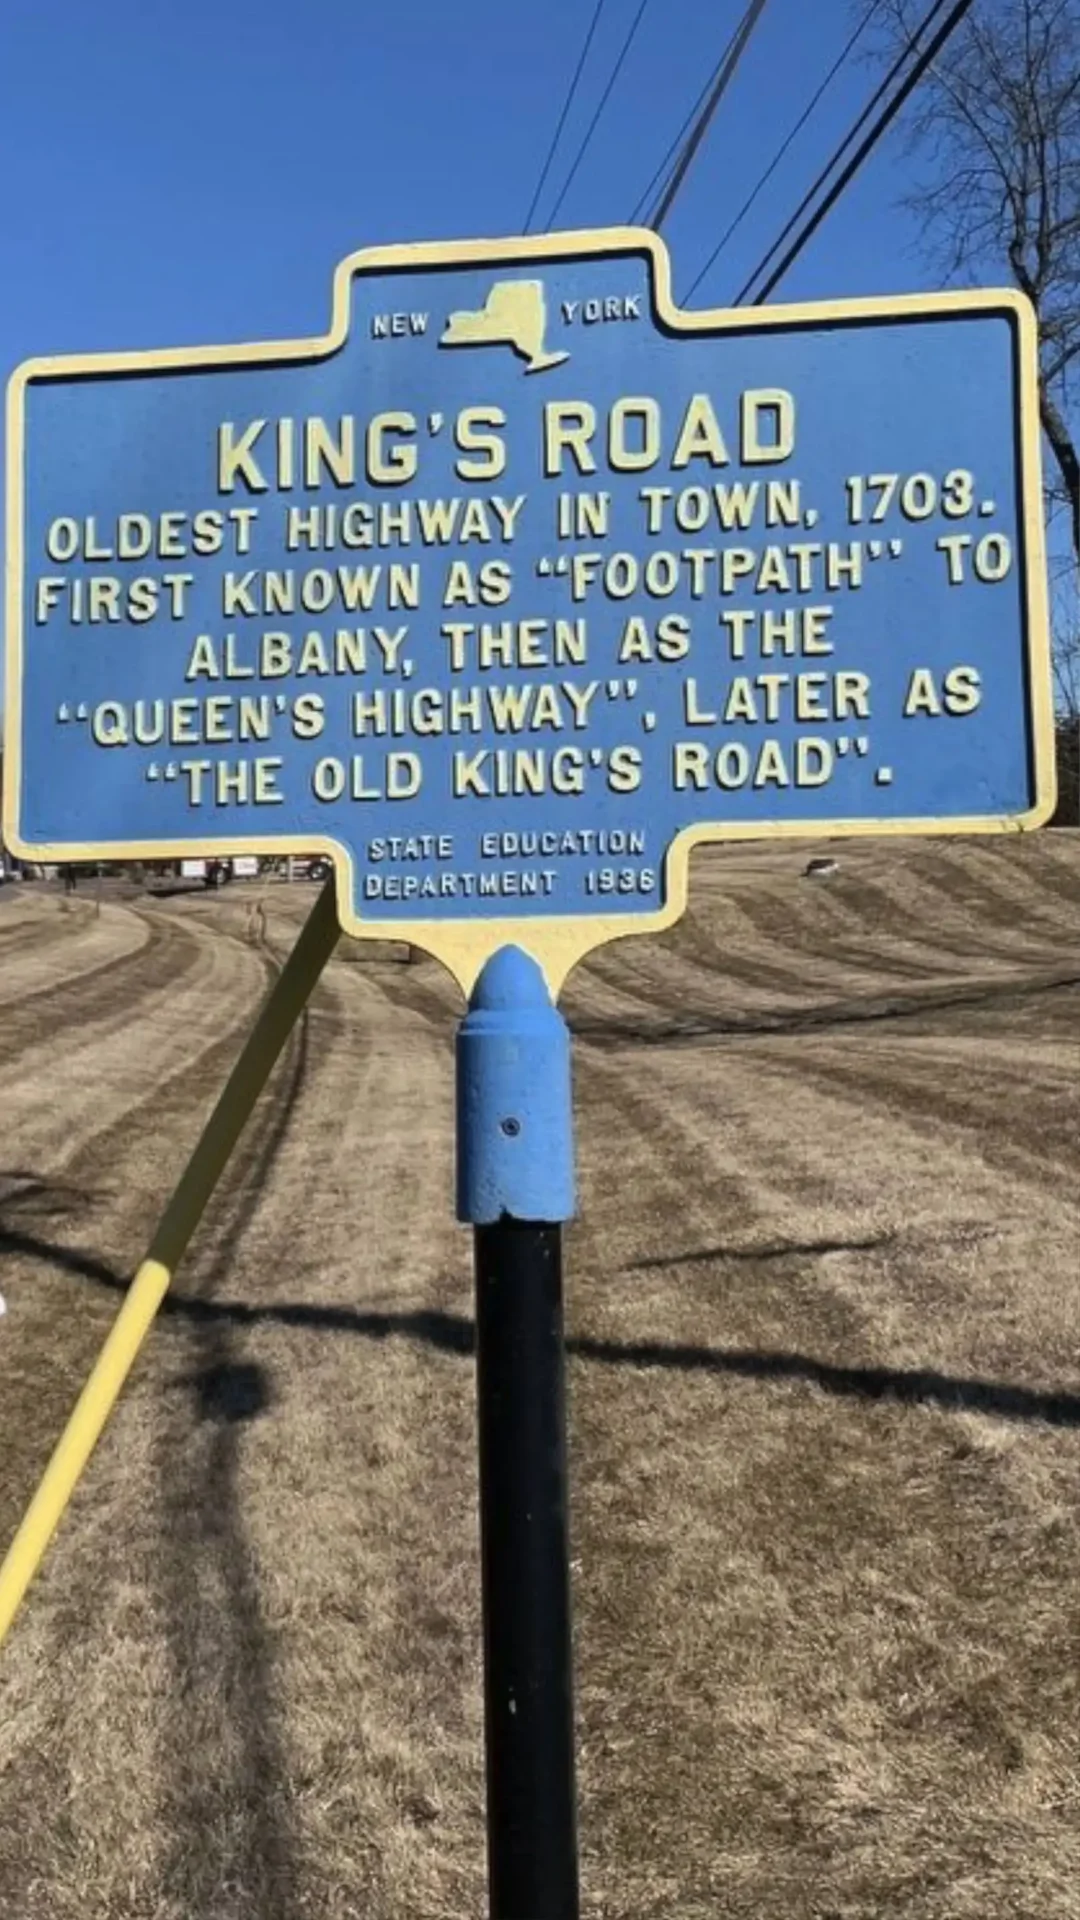 NEW YORK
KING'S ROAD
OLDEST HIGHWAY IN TOWN, 1703.
FIRST KNOWN AS "FOOTPATH" TO
ALBANY, THEN AS THE
"QUEEN'S HIGHWAY", LATER AS
"THE OLD KING'S ROAD".
STATE EDUCATION
DEPARTMENT 1936